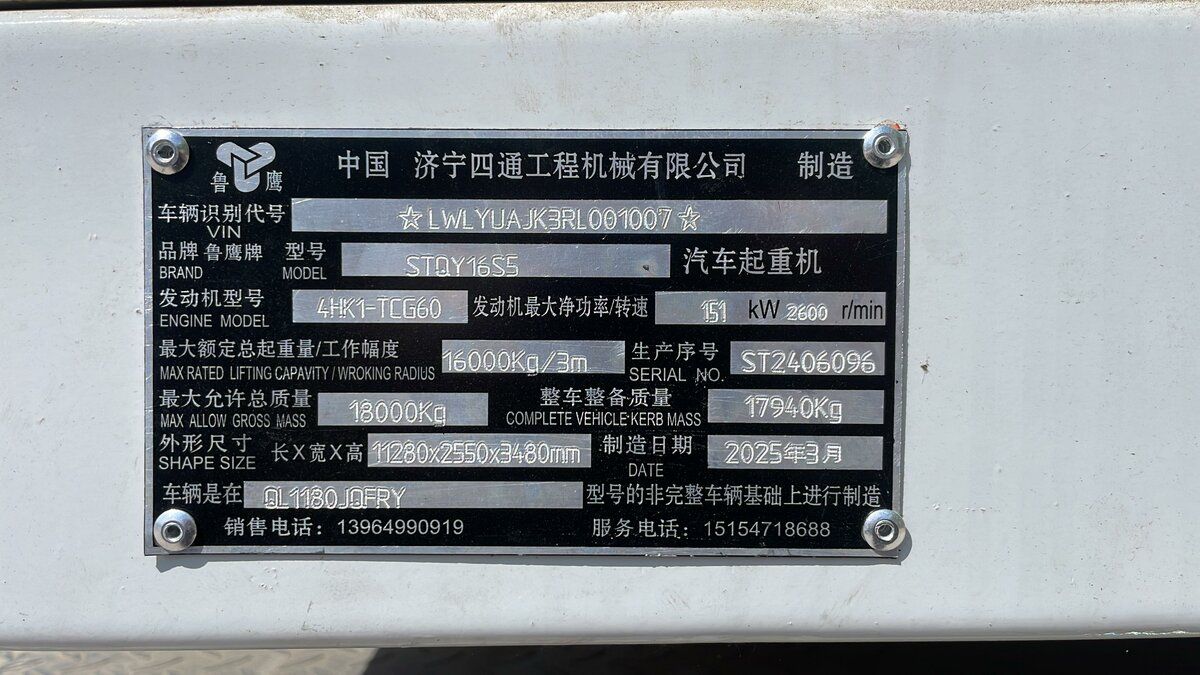 鲁鹰 中国 济宁四通工程机械有限公司 制造
车辆识别代号 VIN ☆LWLYUAJK3RL001007☆
品牌 鲁鹰牌 BRAND 型号 MODEL STQY16S5 汽车起重机
发动机型号 ENGINE MODEL 4HK1-TCG60 发动机最大净功率/转速 151 kW 2600 r/min
最大额定总起重量/工作幅度 MAX RATED LIFTING CAPAVITY/WROKING RADIUS 16000Kg/3m 生产序号 SERIAL NO. ST2406096
最大允许总质量 MAX ALLOW GROSS MASS 18000Kg 整车整备质量 COMPLETE VEHICLE KERB MASS 17940Kg
外形尺寸 SHAPE SIZE 长X宽X高 11280x2550x3480mm 制造日期 DATE 2025年3月
车辆是在 QL1180JQFRY 型号的非完整车辆基础上进行制造
销售电话：13964990919 服务电话：15154718688